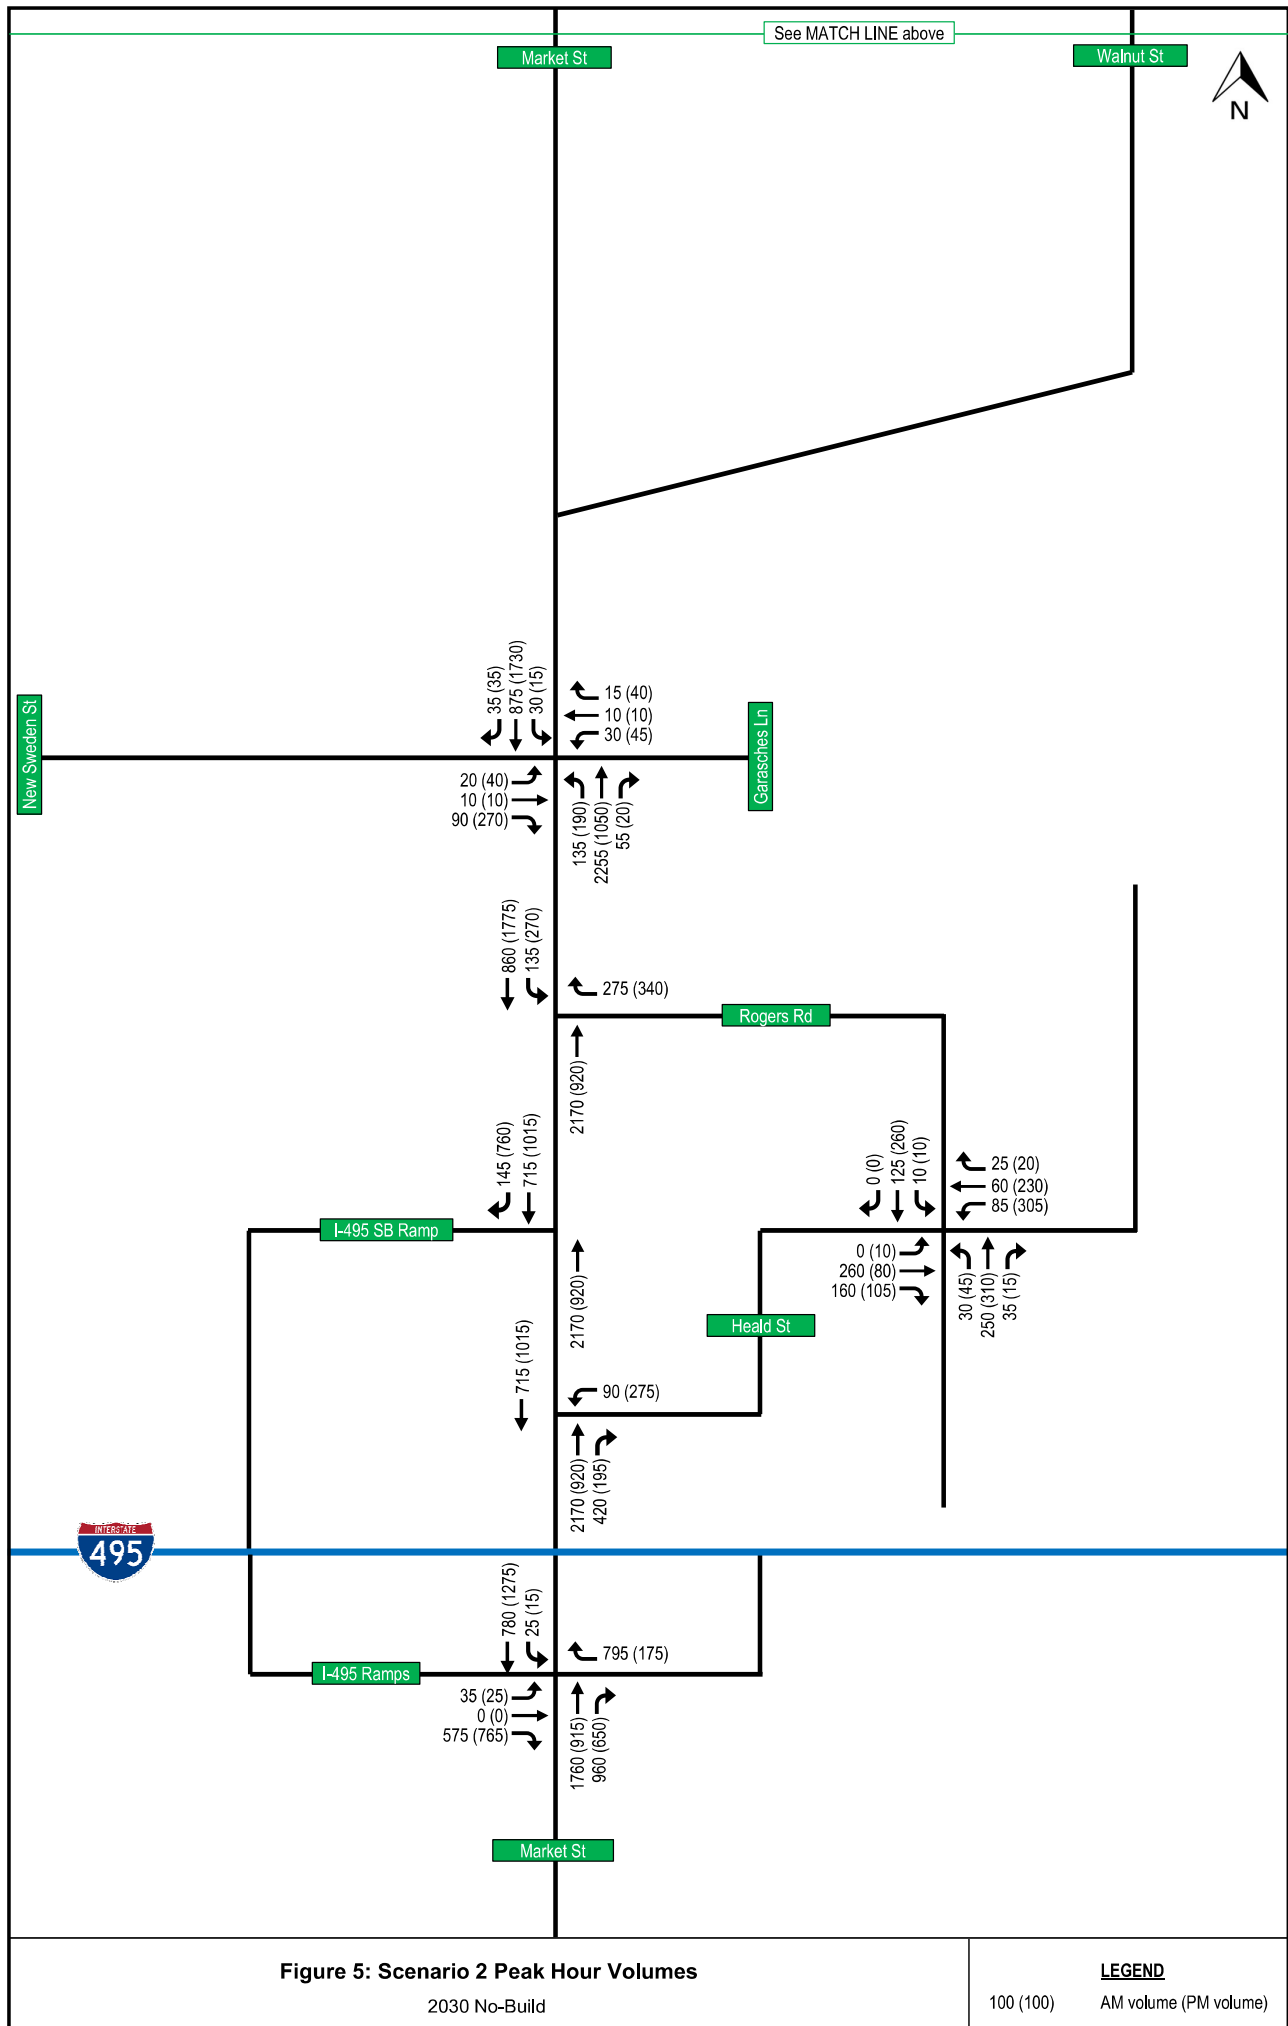 See MATCH LINE above
Market St
Walnut St
N
35 (35)
875 (1730)
30 (15)
15 (40)
10 (10)
30 (45)
New Sweden St
Garasches Ln
20 (40)
10 (10)
90 (270)
135 (190)
2255 (1050)
55 (20)
860 (1775)
135 (270)
275 (340)
Rogers Rd
2170 (920)
145 (760)
715 (1015)
0 (0)
125 (260)
10 (10)
25 (20)
60 (230)
85 (305)
I-495 SB Ramp
0 (10)
260 (80)
160 (105)
30 (45)
250 (310)
35 (15)
2170 (920)
Heald St
715 (1015)
90 (275)
2170 (920)
420 (195)
INTERSTATE
495
780 (1275)
25 (15)
795 (175)
I-495 Ramps
35 (25)
0 (0)
575 (765)
1760 (915)
960 (650)
Market St
Figure 5: Scenario 2 Peak Hour Volumes
2030 No-Build
LEGEND
100 (100) AM volume (PM volume)